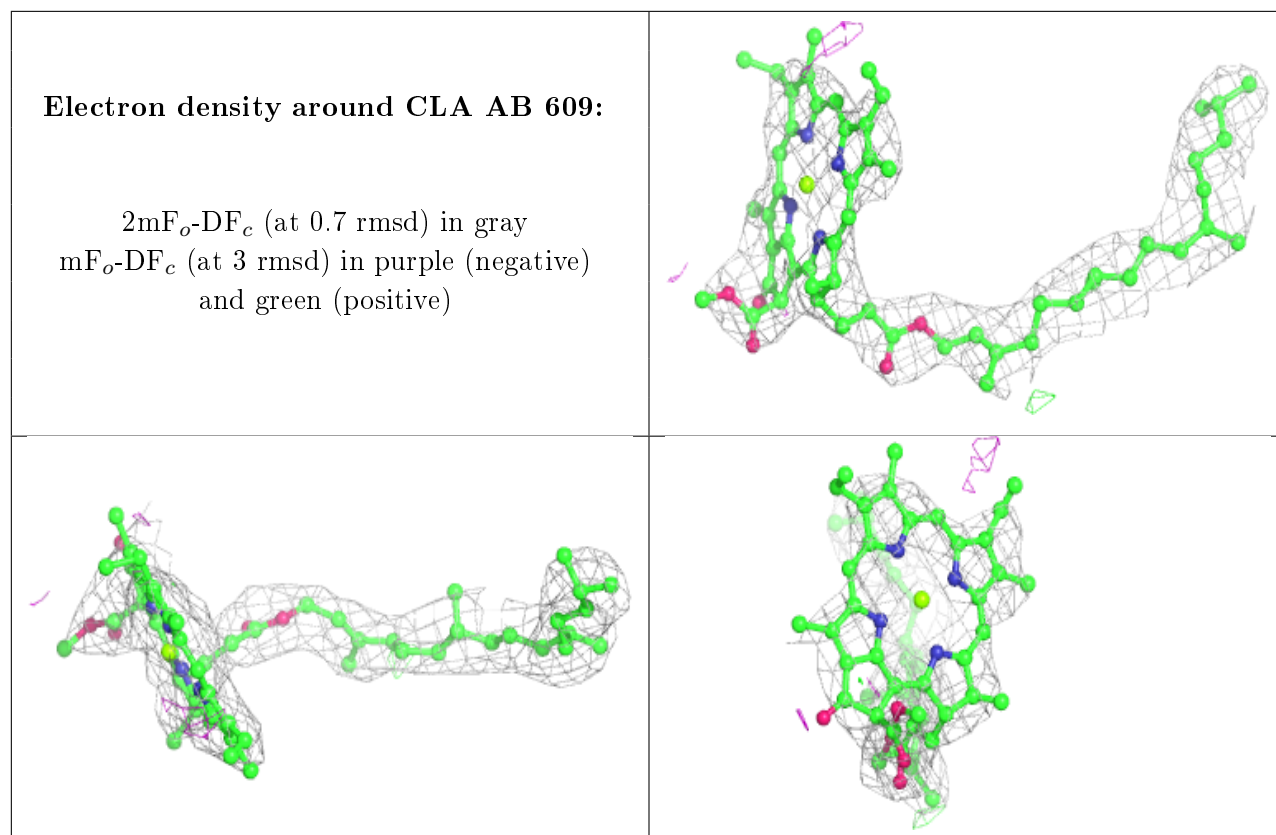 Electron density around CLA AB 609:
2mFo-DFc (at 0.7 rmsd) in gray
mFo-DFc (at 3 rmsd) in purple (negative)
and green (positive)